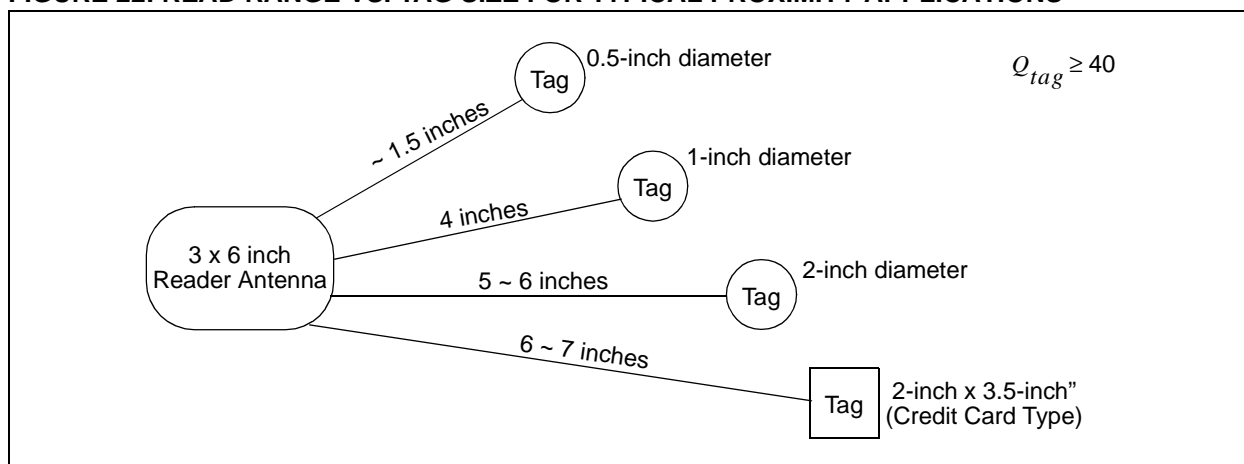 FIGURE 22: READ RANGE VS. TAG SIZE FOR TYPICAL PROXIMITY APPLICATIONS
Tag
0.5-inch diameter
Q_tag ≥ 40
~ 1.5 inches
Tag
1-inch diameter
4 inches
3 x 6 inch
Reader Antenna
5 ~ 6 inches
Tag
2-inch diameter
6 ~ 7 inches
Tag
2-inch x 3.5-inch”
(Credit Card Type)